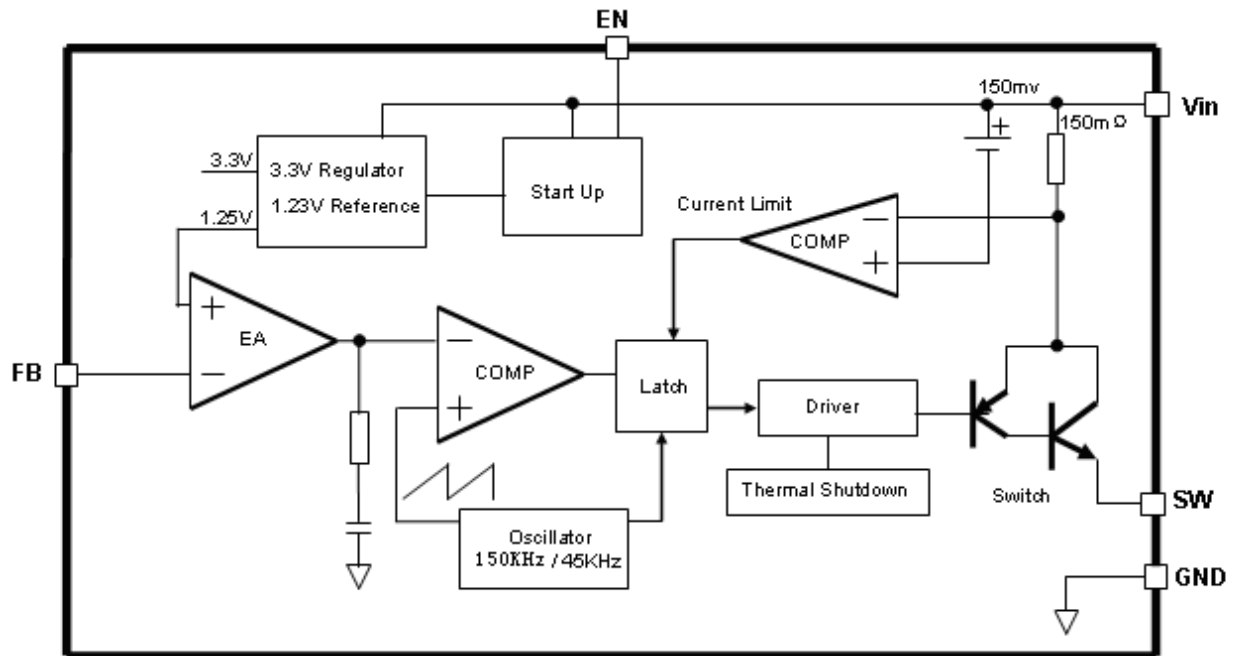 EN
150mv
Vin
150mΩ
3.3V
3.3V Regulator
1.23V Reference
Start Up
1.25V
Current Limit
COMP
EA
FB
COMP
Latch
Driver
Thermal Shutdown
Switch
SW
Oscillator
150KHz / 45KHz
GND